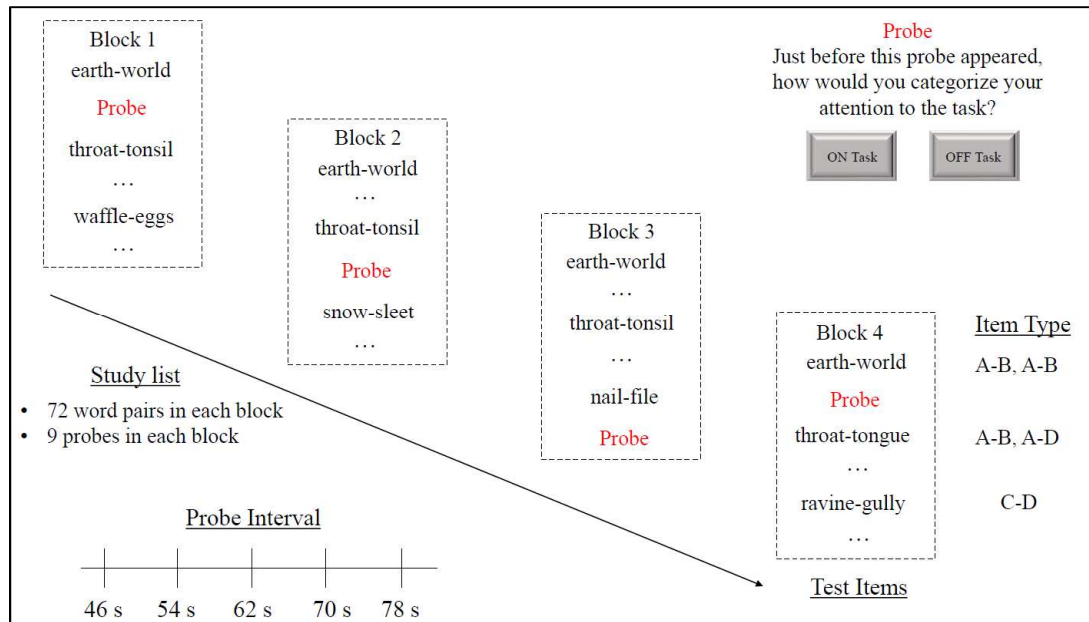 Block 1
earth-world
Probe
throat-tonsil
…
waffle-eggs
…
Block 2
earth-world
…
throat-tonsil
Probe
snow-sleet
…
Block 3
earth-world
…
throat-tonsil
…
nail-file
Probe
Block 4
earth-world
Probe
throat-tongue
…
ravine-gully
…
Item Type
A-B, A-B
A-B, A-D
C-D
Probe
Just before this probe appeared,
how would you categorize your
attention to the task?
ON Task
OFF Task
Study list
• 72 word pairs in each block
• 9 probes in each block
Probe Interval
46 s 54 s 62 s 70 s 78 s
Test Items